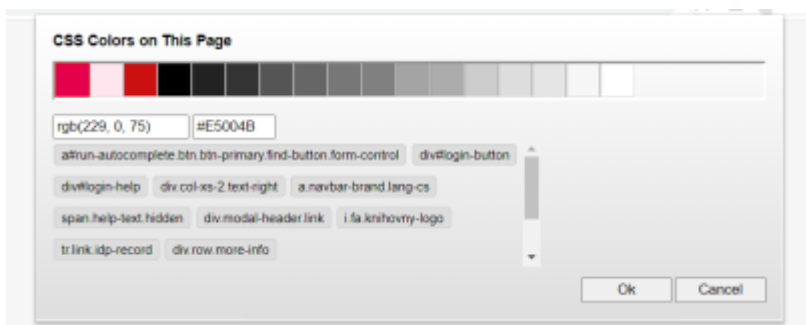 CSS Colors on This Page
rgb(229, 0, 75) #E5004B
a#run-autocomplete.btn.btn-primary.find-button.form-control div#login-button
div#login-help div.col-xs-2.text-right a.navbar-brand.lang-cs
span.help-text.hidden div.modal-header.link i.fa.knihovny-logo
tr.link.idp-record div.row.more-info
Ok Cancel